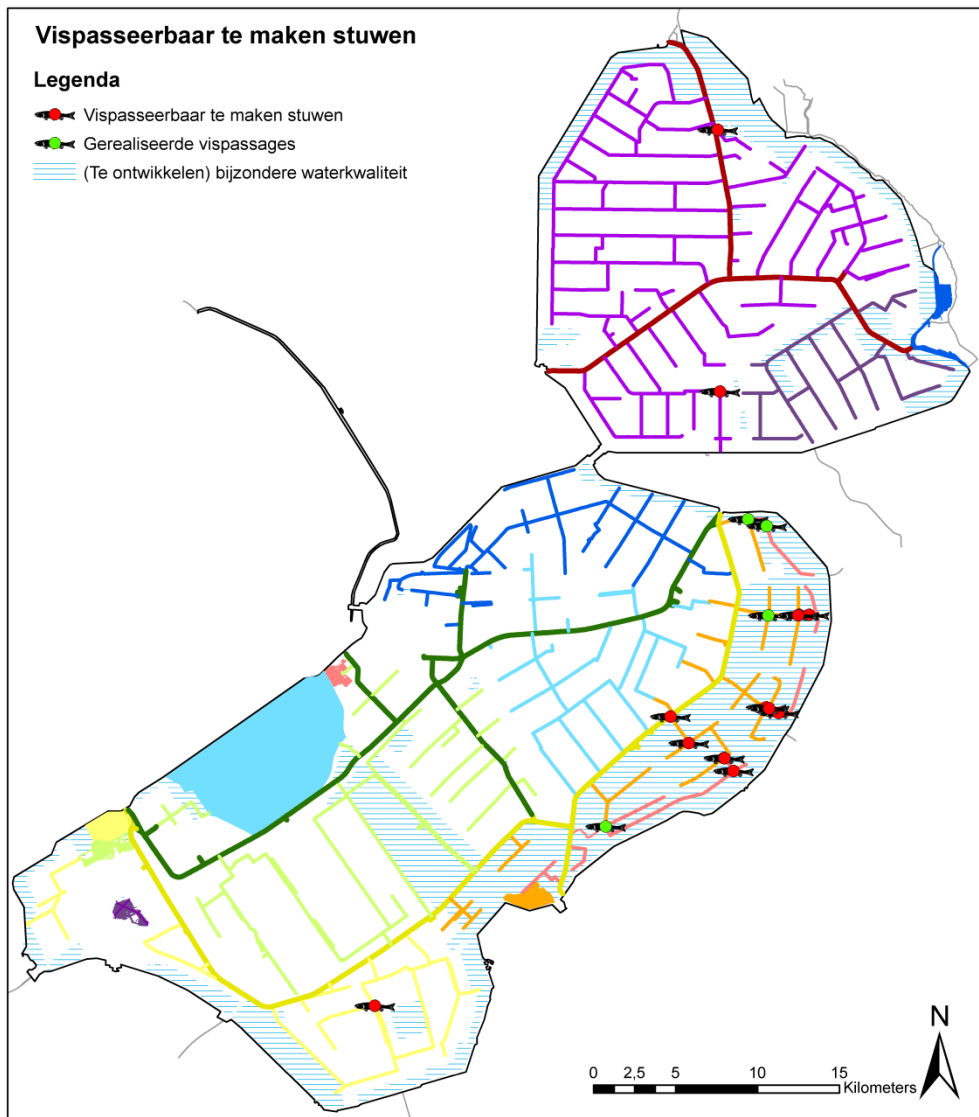 Vispasseerbaar te maken stuwen
Legenda
Vispasseerbaar te maken stuwen
Gerealiseerde vispassages
(Te ontwikkelen) bijzondere waterkwaliteit
N
0 2,5 5 10 15
Kilometers